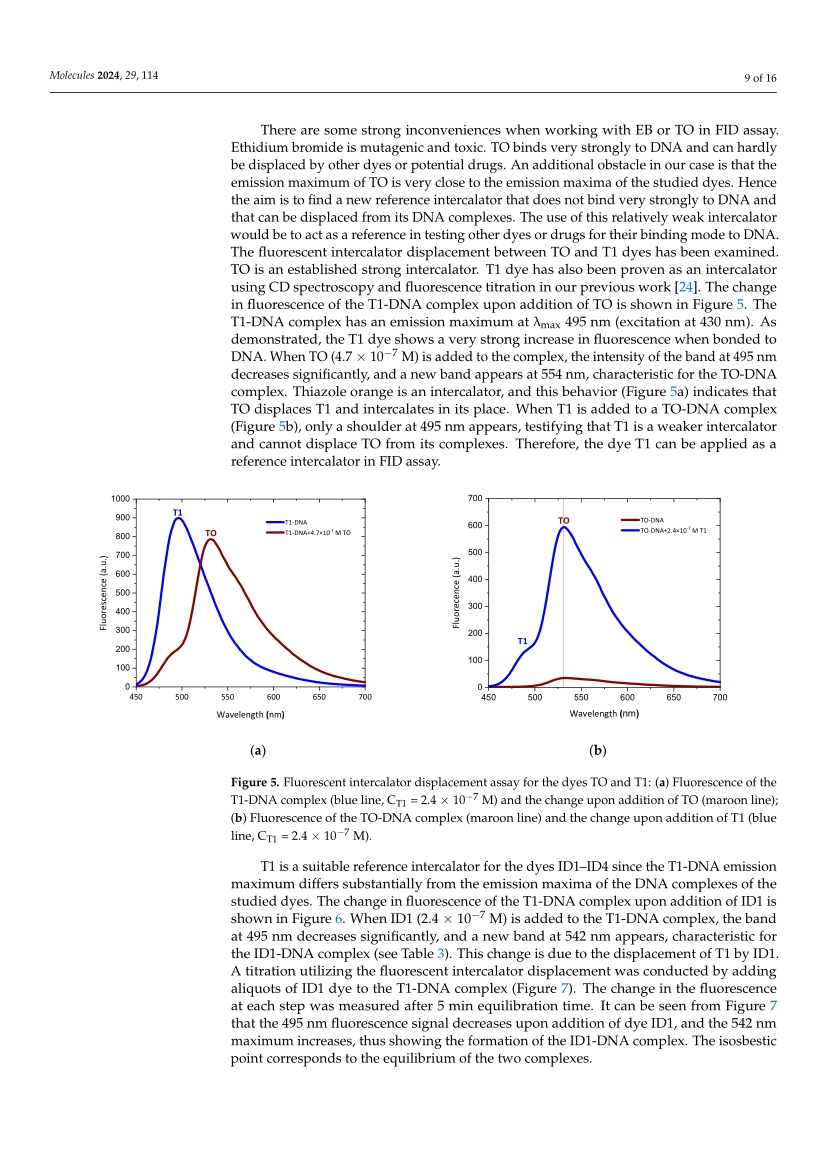 Molecules 2024, 29, 114
9 of 16
There are some strong inconveniences when working with EB or TO in FID assay.
Ethidium bromide is mutagenic and toxic. TO binds very strongly to DNA and can hardly
be displaced by other dyes or potential drugs. An additional obstacle in our case is that the
emission maximum of TO is very close to the emission maxima of the studied dyes. Hence
the aim is to find a new reference intercalator that does not bind very strongly to DNA and
that can be displaced from its DNA complexes. The use of this relatively weak intercalator
would be to act as a reference in testing other dyes or drugs for their binding mode to DNA.
The fluorescent intercalator displacement between TO and T1 dyes has been examined.
TO is an established strong intercalator. T1 dye has also been proven as an intercalator
using CD spectroscopy and fluorescence titration in our previous work [24]. The change
in fluorescence of the T1-DNA complex upon addition of TO is shown in Figure 5. The
T1-DNA complex has an emission maximum at λmax 495 nm (excitation at 430 nm). As
demonstrated, the T1 dye shows a very strong increase in fluorescence when bonded to
DNA. When TO (4.7 × 10⁻⁷ M) is added to the complex, the intensity of the band at 495 nm
decreases significantly, and a new band appears at 554 nm, characteristic for the TO-DNA
complex. Thiazole orange is an intercalator, and this behavior (Figure 5a) indicates that
TO displaces T1 and intercalates in its place. When T1 is added to a TO-DNA complex
(Figure 5b), only a shoulder at 495 nm appears, testifying that T1 is a weaker intercalator
and cannot displace TO from its complexes. Therefore, the dye T1 can be applied as a
reference intercalator in FID assay.
1000
900
800
700
600
500
400
300
200
100
0
450 500 550 600 650 700
Fluorescence (a.u.)
Wavelength (nm)
T1
TO
T1-DNA
T1-DNA+4.7×10⁻⁷ M TO
(a)
700
600
500
400
300
200
100
0
450 500 550 600 650 700
Fluorecence (a.u.)
Wavelength (nm)
TO
T1
TO-DNA
TO-DNA+2.4×10⁻⁷ M T1
(b)
Figure 5. Fluorescent intercalator displacement assay for the dyes TO and T1: (a) Fluorescence of the
T1-DNA complex (blue line, CT1 = 2.4 × 10⁻⁷ M) and the change upon addition of TO (maroon line);
(b) Fluorescence of the TO-DNA complex (maroon line) and the change upon addition of T1 (blue
line, CT1 = 2.4 × 10⁻⁷ M).
T1 is a suitable reference intercalator for the dyes ID1–ID4 since the T1-DNA emission
maximum differs substantially from the emission maxima of the DNA complexes of the
studied dyes. The change in fluorescence of the T1-DNA complex upon addition of ID1 is
shown in Figure 6. When ID1 (2.4 × 10⁻⁷ M) is added to the T1-DNA complex, the band
at 495 nm decreases significantly, and a new band at 542 nm appears, characteristic for
the ID1-DNA complex (see Table 3). This change is due to the displacement of T1 by ID1.
A titration utilizing the fluorescent intercalator displacement was conducted by adding
aliquots of ID1 dye to the T1-DNA complex (Figure 7). The change in the fluorescence
at each step was measured after 5 min equilibration time. It can be seen from Figure 7
that the 495 nm fluorescence signal decreases upon addition of dye ID1, and the 542 nm
maximum increases, thus showing the formation of the ID1-DNA complex. The isosbestic
point corresponds to the equilibrium of the two complexes.